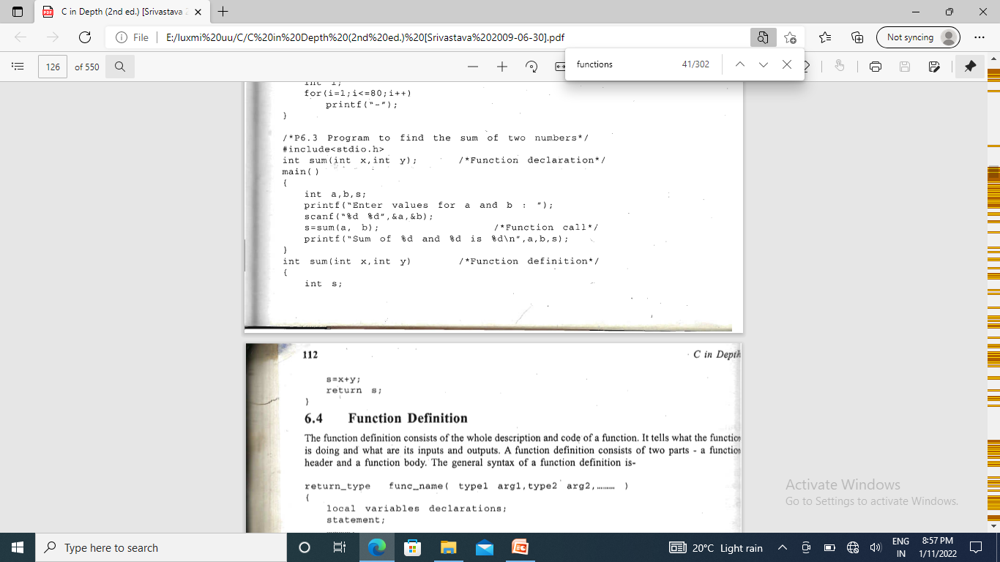 C in Depth (2nd ed.) [Srivastava 2
File
E:/luxmi%20uu/C/C%20in%20Depth%20(2nd%20ed.)%20[Srivastava%202009-06-30].pdf
Not syncing
126 of 550
functions 41/302
for(i=1;i<=80;i++)
printf("-");
}
/*P6.3 Program to find the sum of two numbers*/
#include<stdio.h>
int sum(int x,int y); /*Function declaration*/
main( )
{
int a,b,s;
printf("Enter values for a and b : ");
scanf("%d %d",&a,&b);
s=sum(a, b); /*Function call*/
printf("Sum of %d and %d is %d\n",a,b,s);
}
int sum(int x,int y) /*Function definition*/
{
int s;
112 C in Depth
s=x+y;
return s;
}
6.4 Function Definition
The function definition consists of the whole description and code of a function. It tells what the function
is doing and what are its inputs and outputs. A function definition consists of two parts - a function
header and a function body. The general syntax of a function definition is-
return_type func_name( type1 arg1,type2 arg2,......... )
{
local variables declarations;
statement;
Activate Windows
Go to Settings to activate Windows.
Type here to search
20°C Light rain
ENG
IN
8:57 PM
1/11/2022